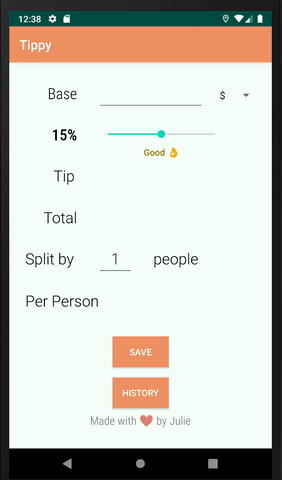 12:38
Tippy
Base $
15%
Good 👌
Tip
Total
Split by 1 people
Per Person
SAVE
HISTORY
Made with ❤️ by Julie